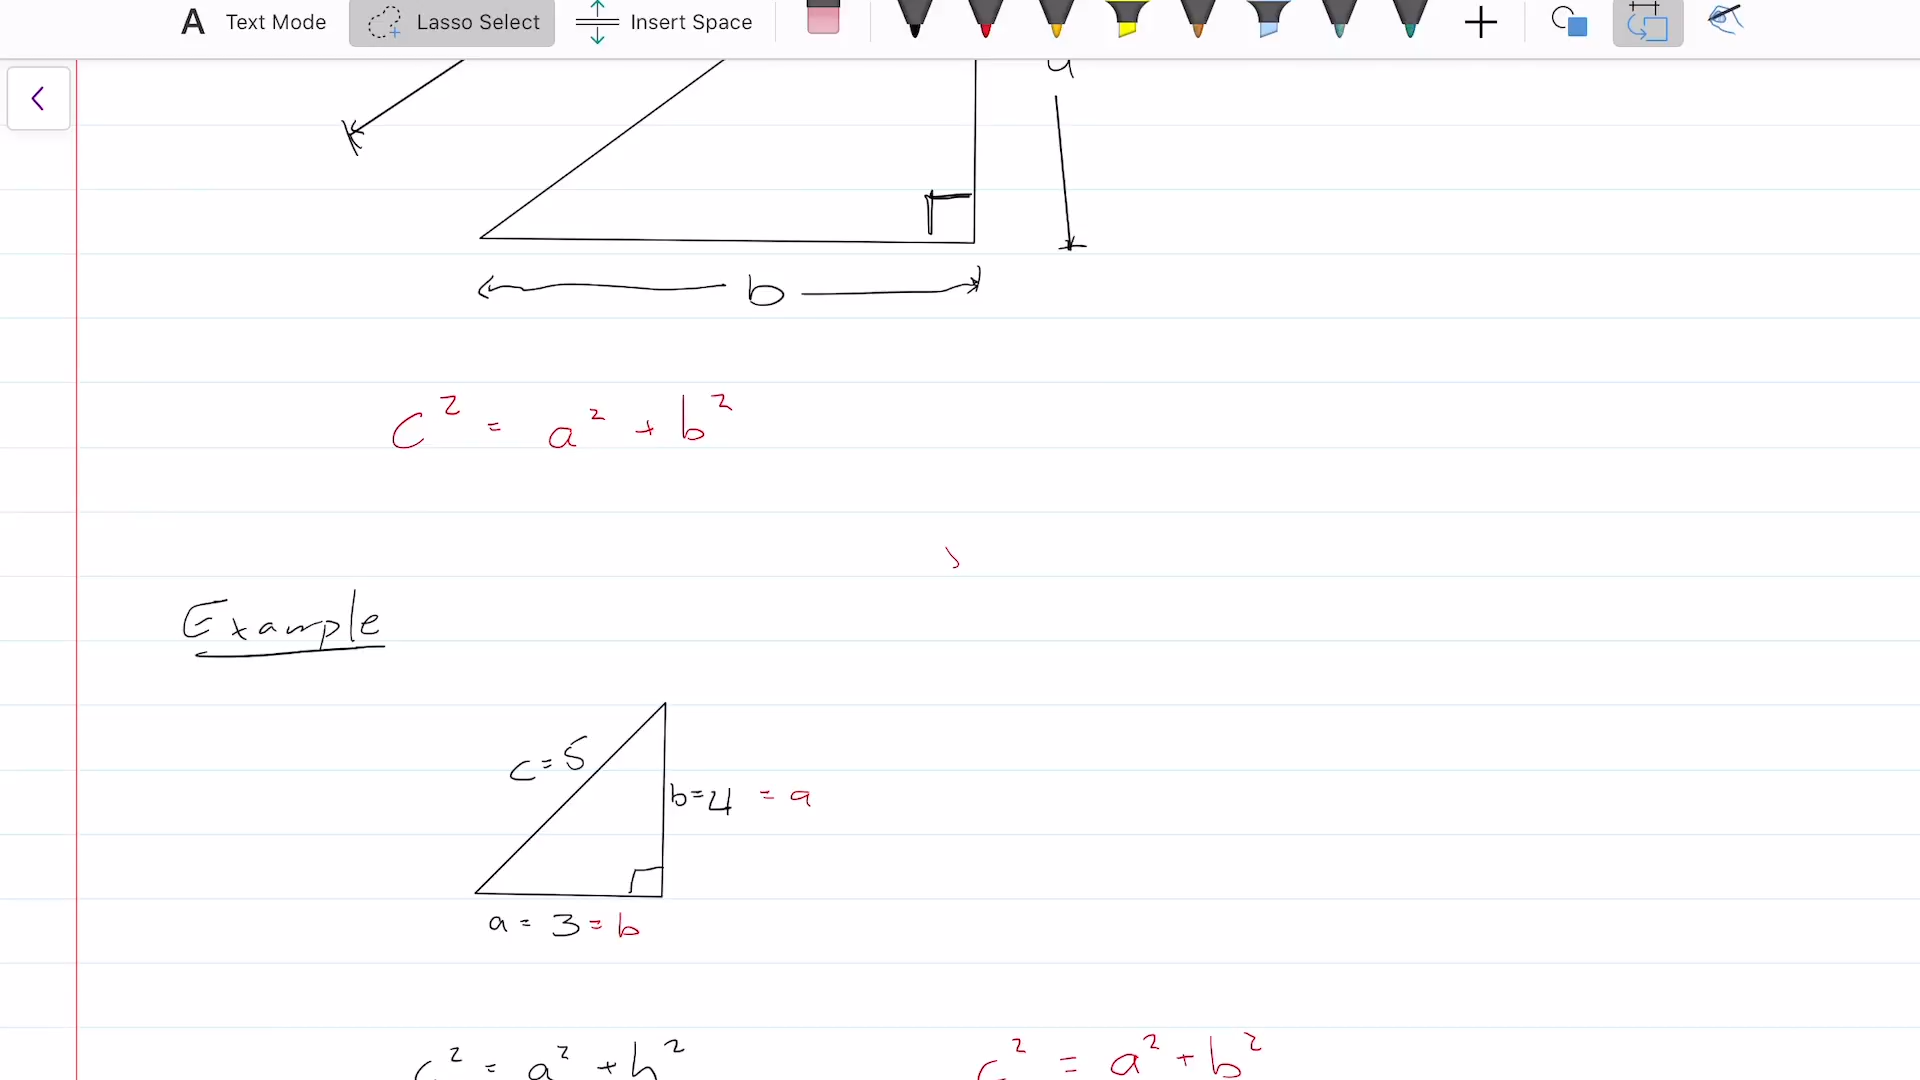 A Text Mode Lasso Select Insert Space
b
c² = a² + b²
Example
c = 5
b = 4 = a
a = 3 = b
c² = a² + b² c² = a² + b²